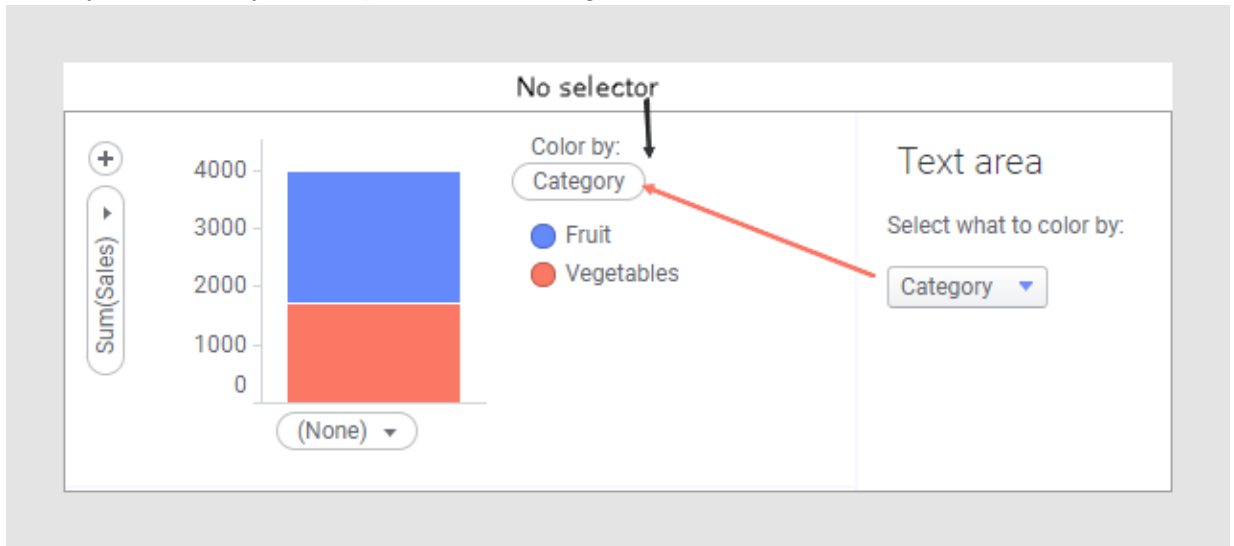 No selector
Color by:
Category
Fruit
Vegetables
4000
3000
2000
1000
0
Sum(Sales)
(None)
Text area
Select what to color by:
Category